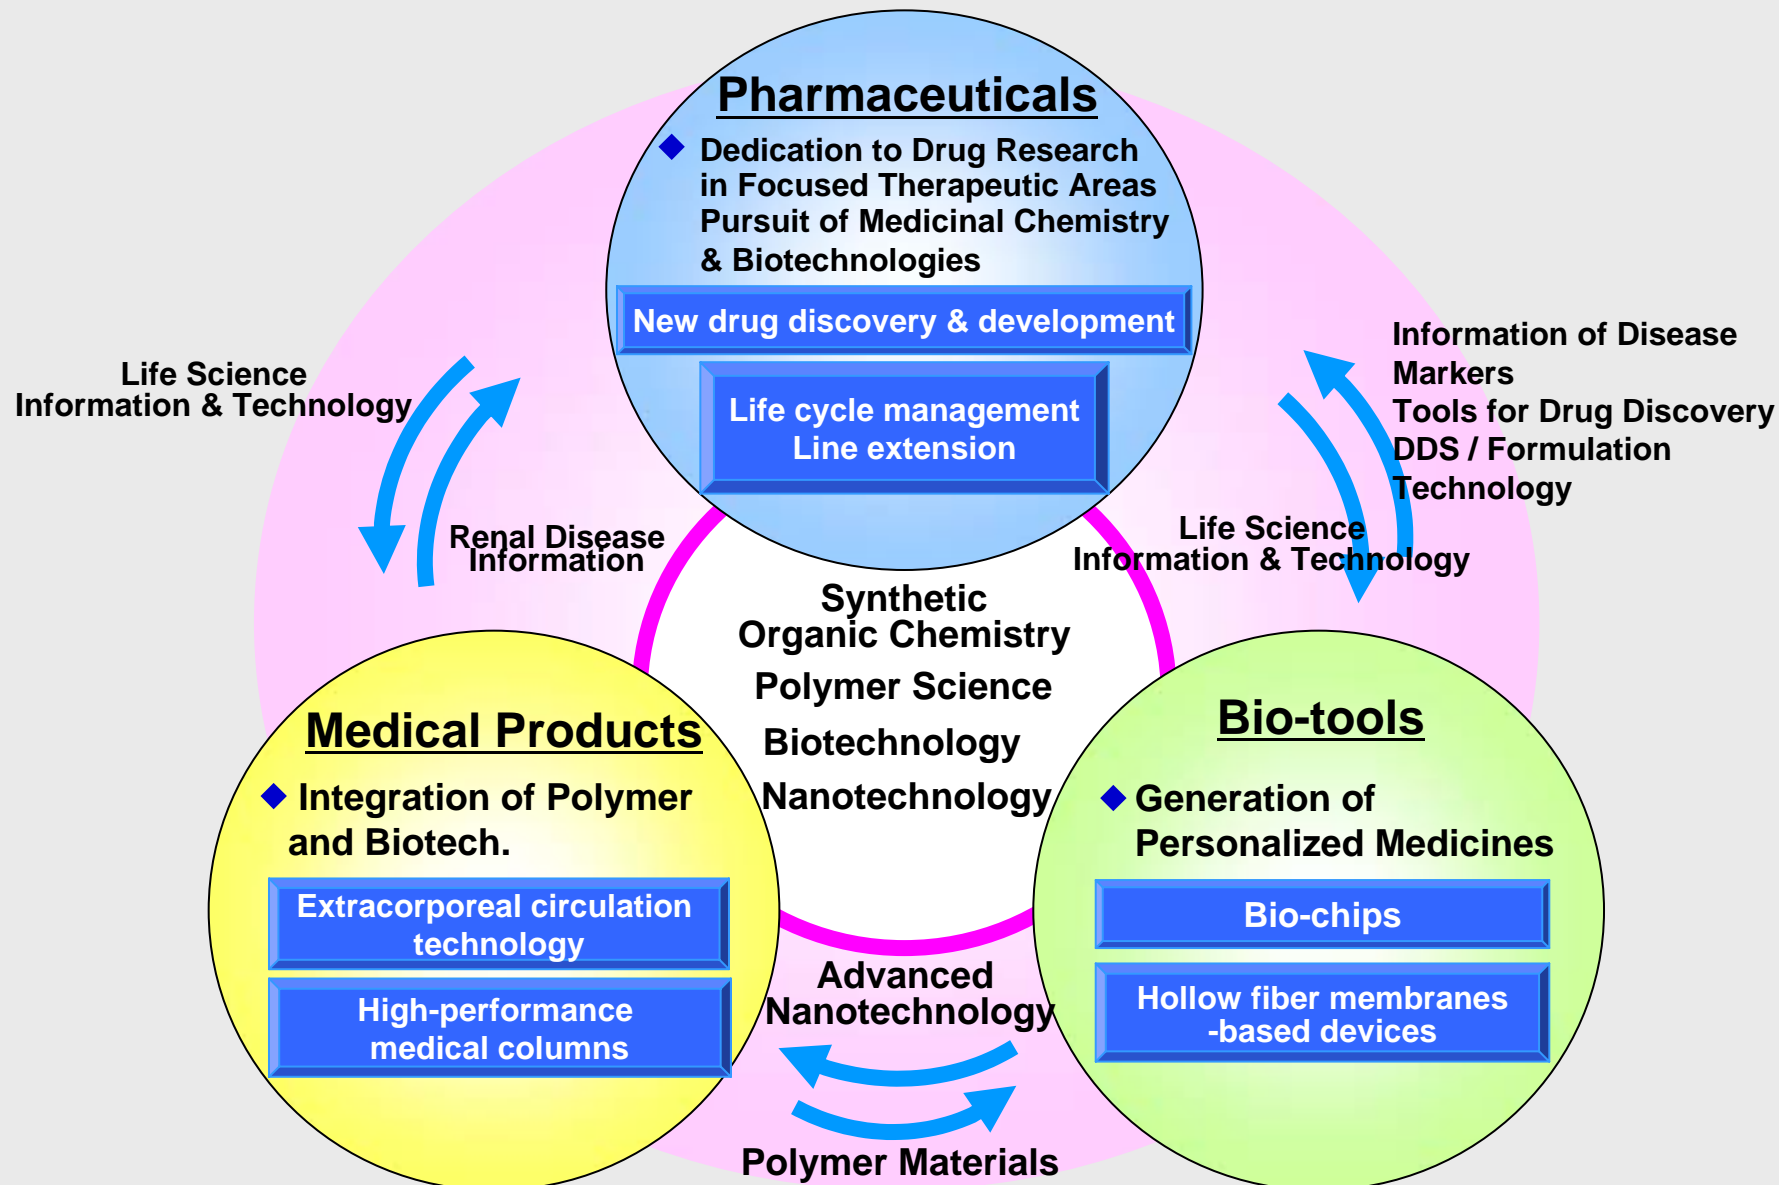 Pharmaceuticals
Dedication to Drug Research
in Focused Therapeutic Areas
Pursuit of Medicinal Chemistry
& Biotechnologies
New drug discovery & development
Life cycle management
Line extension
Life Science
Information & Technology
Renal Disease
Information
Information of Disease
Markers
Tools for Drug Discovery
DDS / Formulation
Technology
Life Science
Information & Technology
Synthetic
Organic Chemistry
Polymer Science
Biotechnology
Nanotechnology
Medical Products
Integration of Polymer
and Biotech.
Extracorporeal circulation
technology
High-performance
medical columns
Bio-tools
Generation of
Personalized Medicines
Bio-chips
Hollow fiber membranes
-based devices
Advanced
Nanotechnology
Polymer Materials